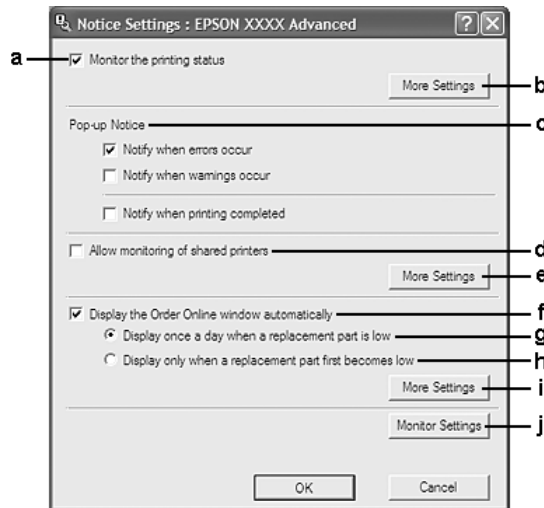 Notice Settings : EPSON XXXX Advanced
a
Monitor the printing status
More Settings
b
Pop-up Notice
c
Notify when errors occur
Notify when warnings occur
Notify when printing completed
Allow monitoring of shared printers
d
More Settings
e
Display the Order Online window automatically
f
Display once a day when a replacement part is low
g
Display only when a replacement part first becomes low
h
More Settings
i
Monitor Settings
j
OK
Cancel